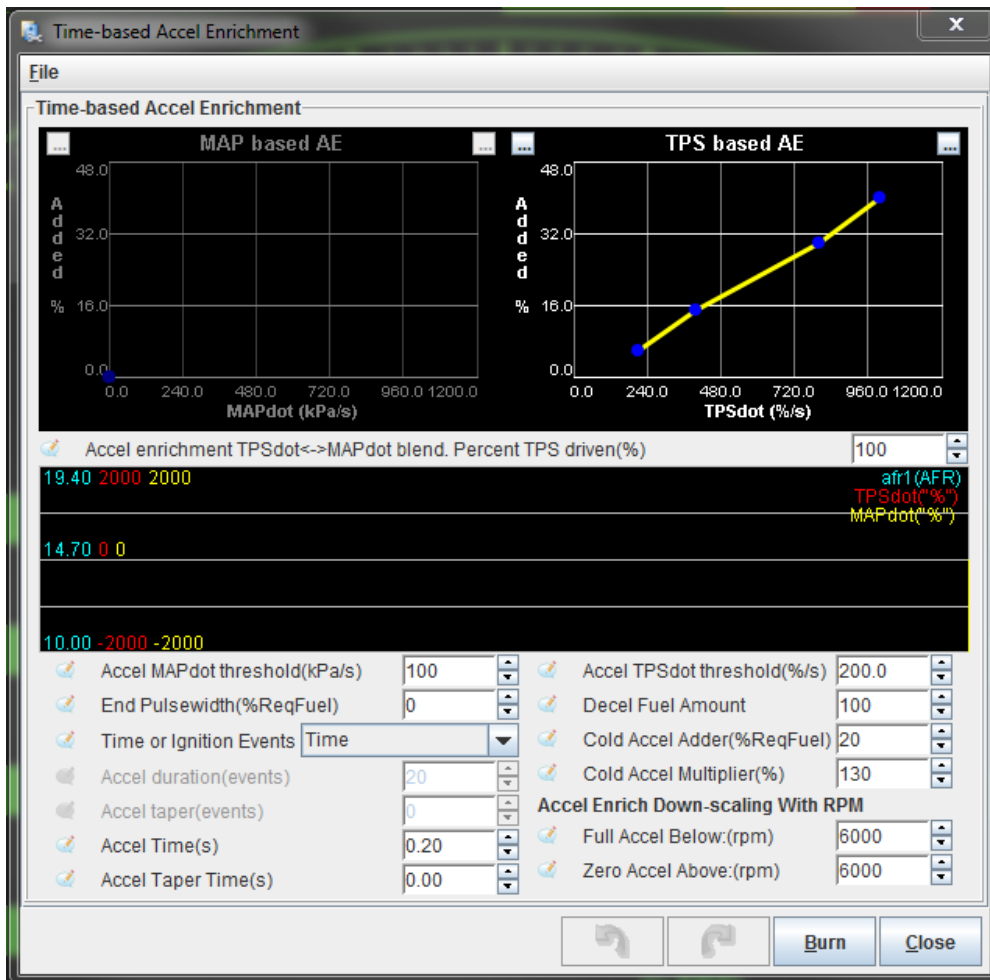 Time-based Accel Enrichment
X
File
Time-based Accel Enrichment
... MAP based AE ...
48.0
Added %
32.0
16.0
0.0
0.0 240.0 480.0 720.0 960.0 1200.0
MAPdot (kPa/s)
... TPS based AE ...
48.0
Added %
32.0
16.0
0.0
0.0 240.0 480.0 720.0 960.0 1200.0
TPSdot (%/s)
Accel enrichment TPSdot<->MAPdot blend. Percent TPS driven(%) 100
19.40 2000 2000
afr1(AFR)
TPSdot("%")
MAPdot("%")
14.70 0 0
10.00 -2000 -2000
Accel MAPdot threshold(kPa/s) 100
End Pulsewidth(%ReqFuel) 0
Time or Ignition Events Time
Accel duration(events) 20
Accel taper(events) 0
Accel Time(s) 0.20
Accel Taper Time(s) 0.00
Accel TPSdot threshold(%/s) 200.0
Decel Fuel Amount 100
Cold Accel Adder(%ReqFuel) 20
Cold Accel Multiplier(%) 130
Accel Enrich Down-scaling With RPM
Full Accel Below:(rpm) 6000
Zero Accel Above:(rpm) 6000
Burn
Close